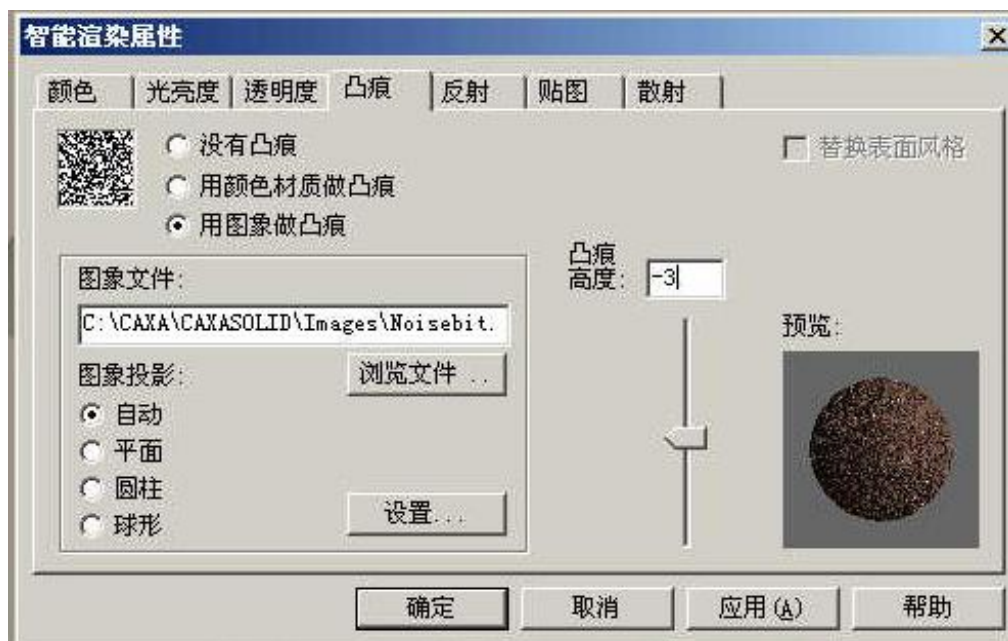 智能渲染属性
颜色 光亮度 透明度 凸痕 反射 贴图 散射
没有凸痕
替换表面风格
用颜色材质做凸痕
用图象做凸痕
凸痕
高度: -3
图象文件:
C:\CAXA\CAXASOLID\Images\Noisebit.
预览:
图象投影:
浏览文件 ..
自动
平面
圆柱
球形
设置...
确定 取消 应用(A) 帮助